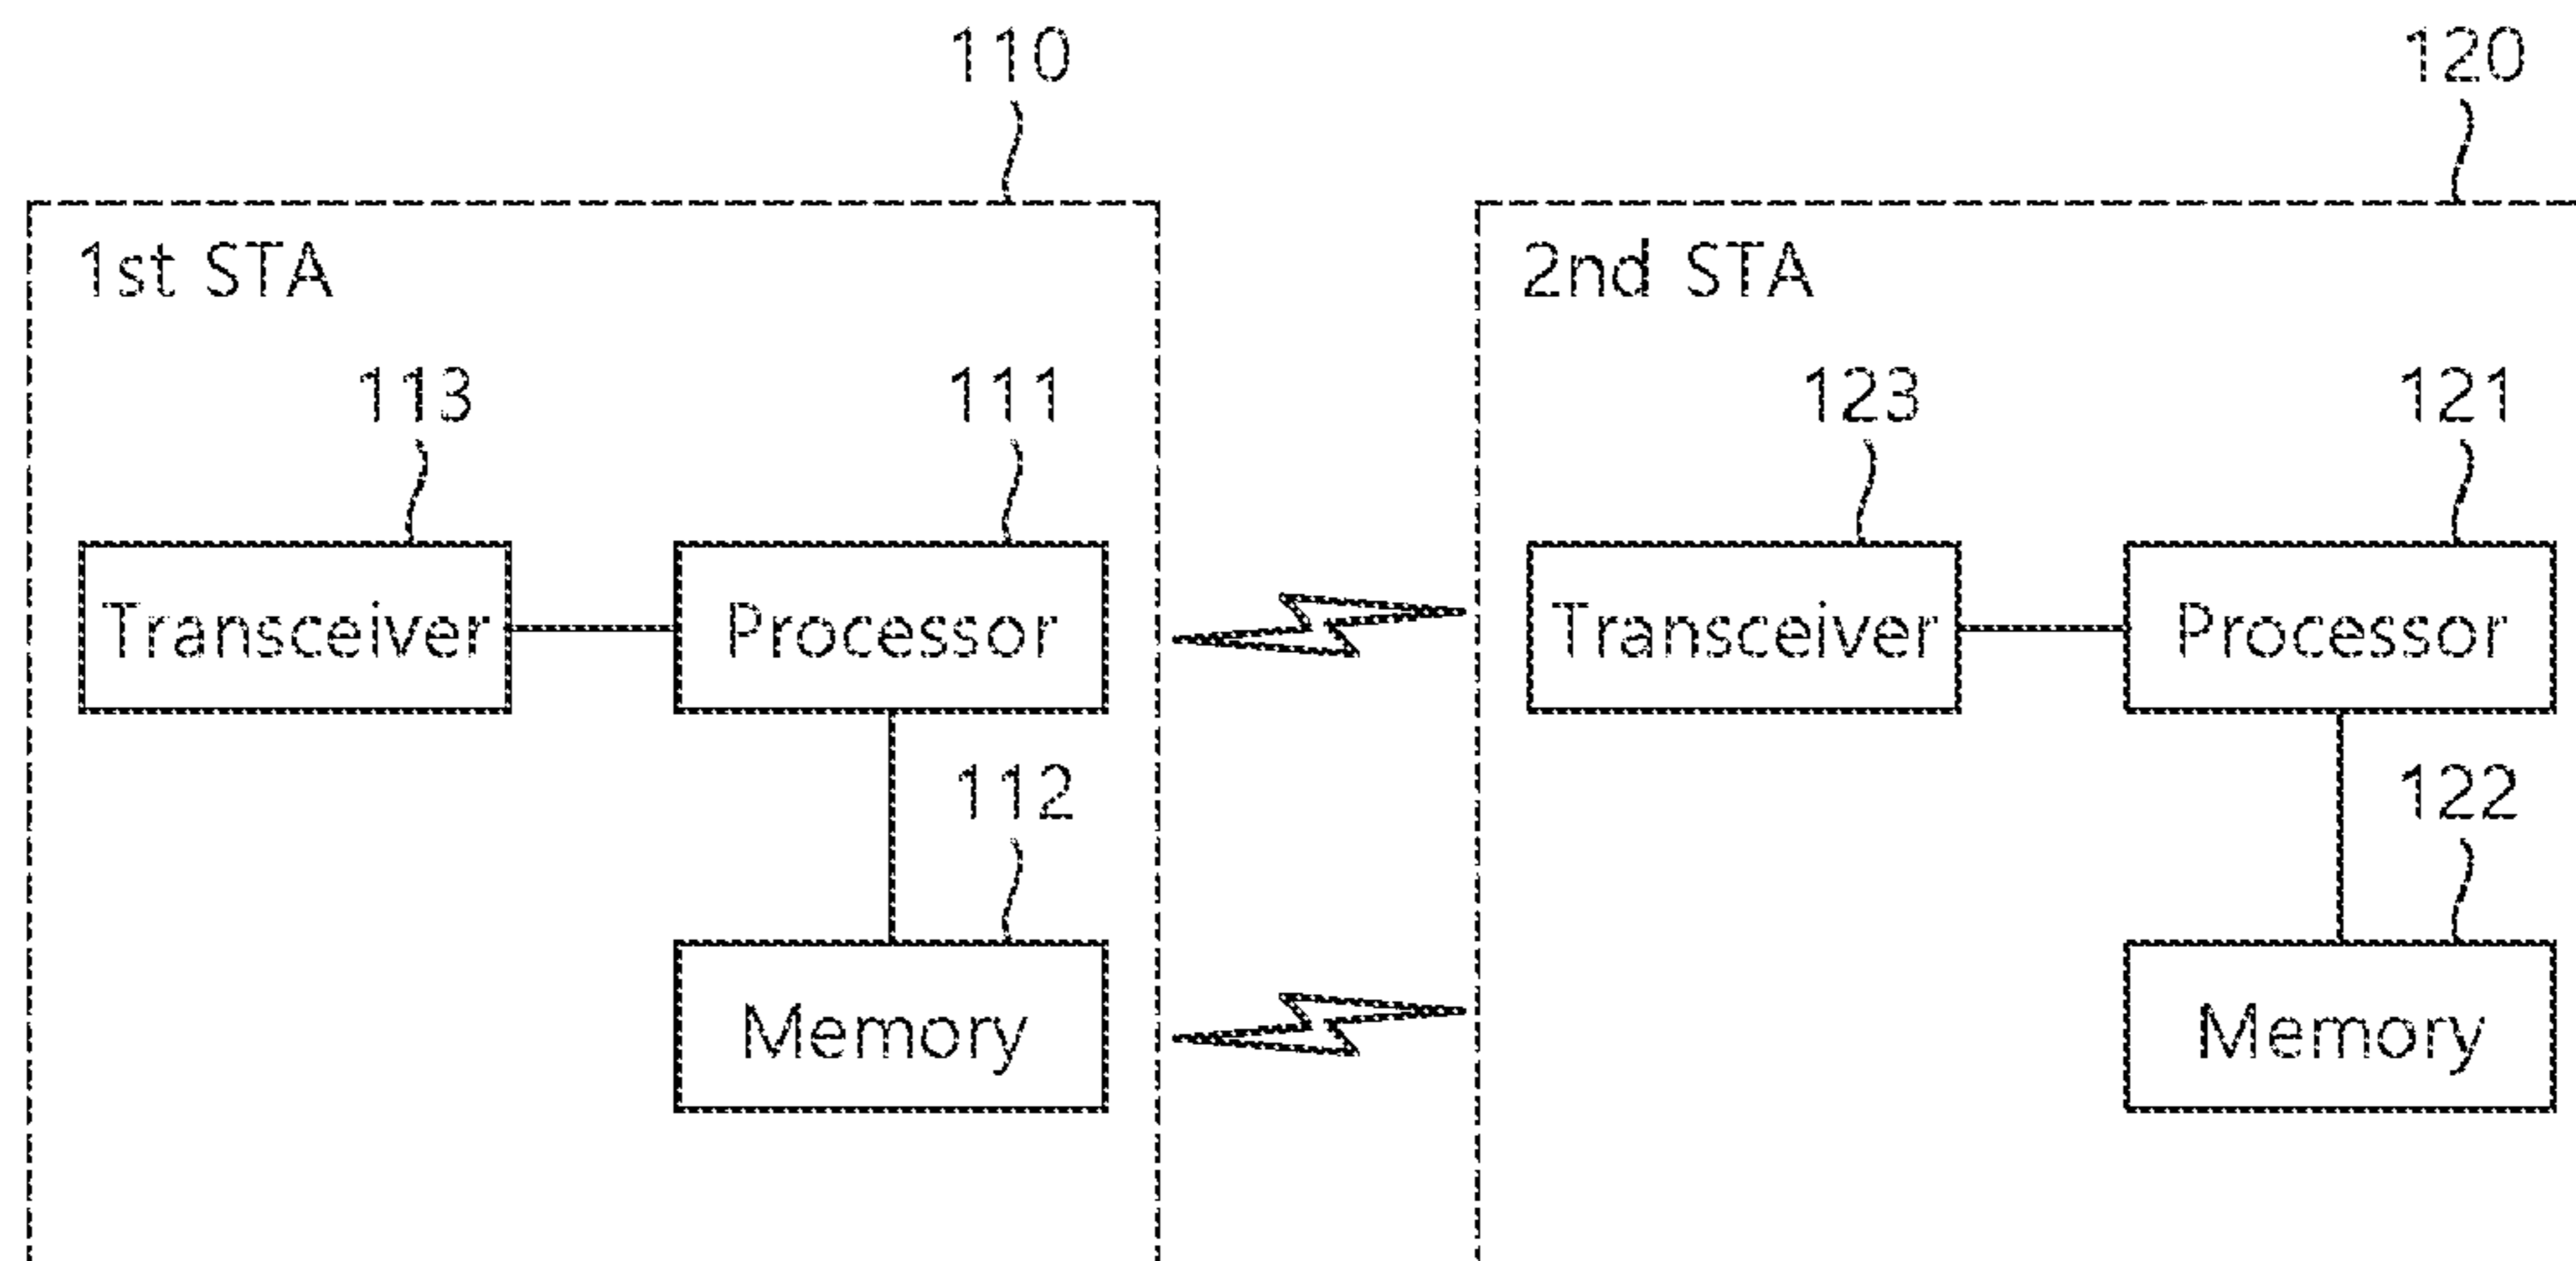 110
120
1st STA
2nd STA
113
111
123
121
Transceiver
Processor
Transceiver
Processor
112
122
Memory
Memory